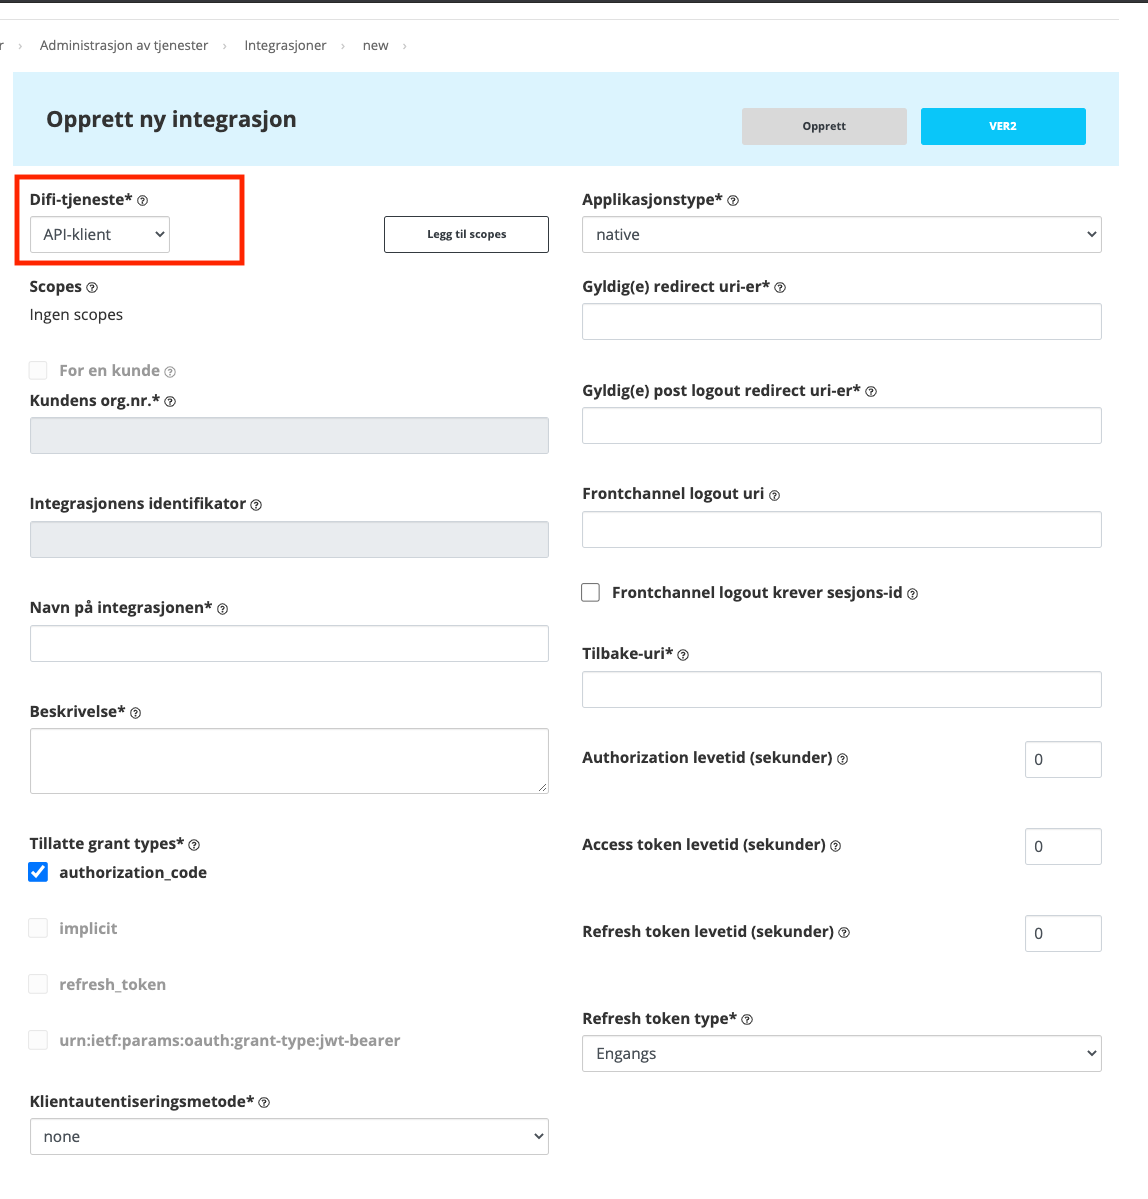 r › Administrasjon av tjenester › Integrasjoner › new ›
Opprett ny integrasjon
Opprett
VER2
Difi-tjeneste*
API-klient
Legg til scopes
Scopes
Ingen scopes
For en kunde
Kundens org.nr.*
Integrasjonens identifikator
Navn på integrasjonen*
Beskrivelse*
Tillatte grant types*
authorization_code
implicit
refresh_token
urn:ietf:params:oauth:grant-type:jwt-bearer
Klientautentiseringsmetode*
none
Applikasjonstype*
native
Gyldig(e) redirect uri-er*
Gyldig(e) post logout redirect uri-er*
Frontchannel logout uri
Frontchannel logout krever sesjons-id
Tilbake-uri*
Authorization levetid (sekunder)
0
Access token levetid (sekunder)
0
Refresh token levetid (sekunder)
0
Refresh token type*
Engangs